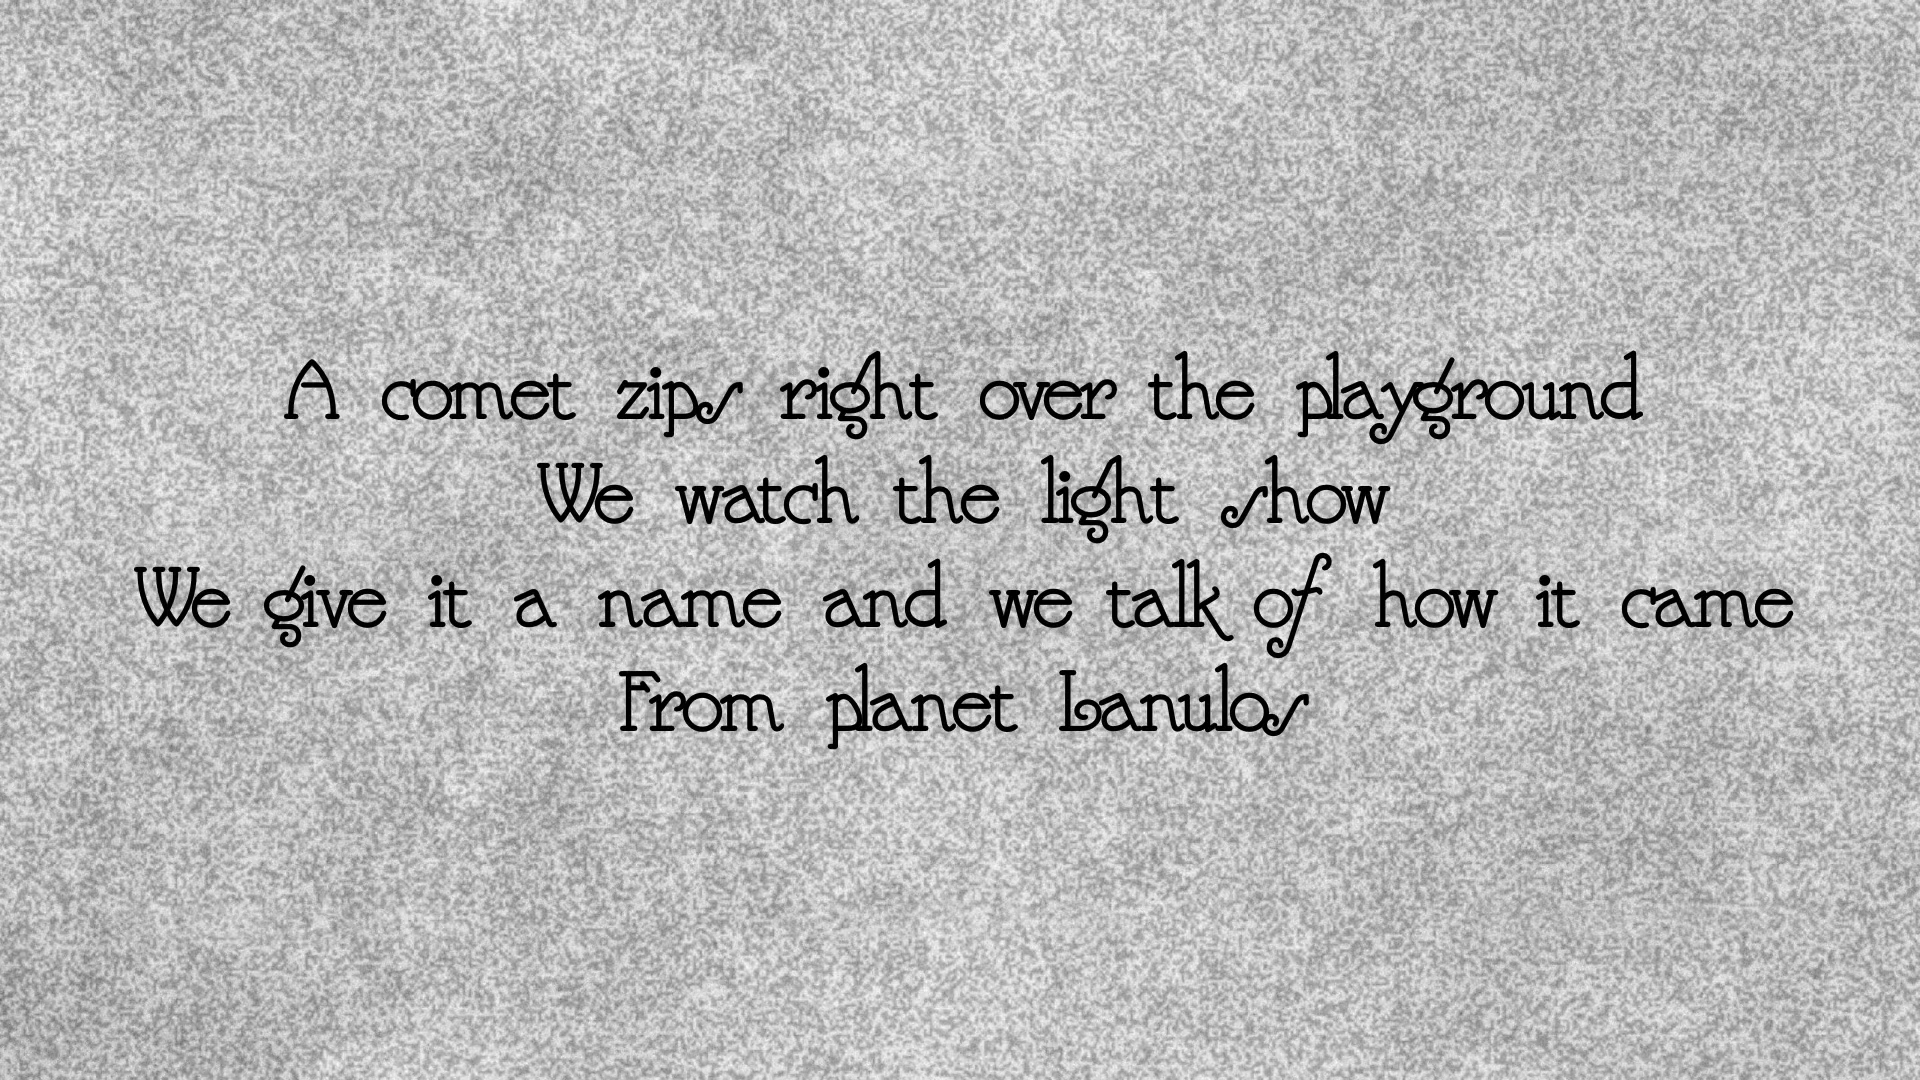 A comet zips right over the playground
We watch the light show
We give it a name and we talk of how it came
From planet Lanulos